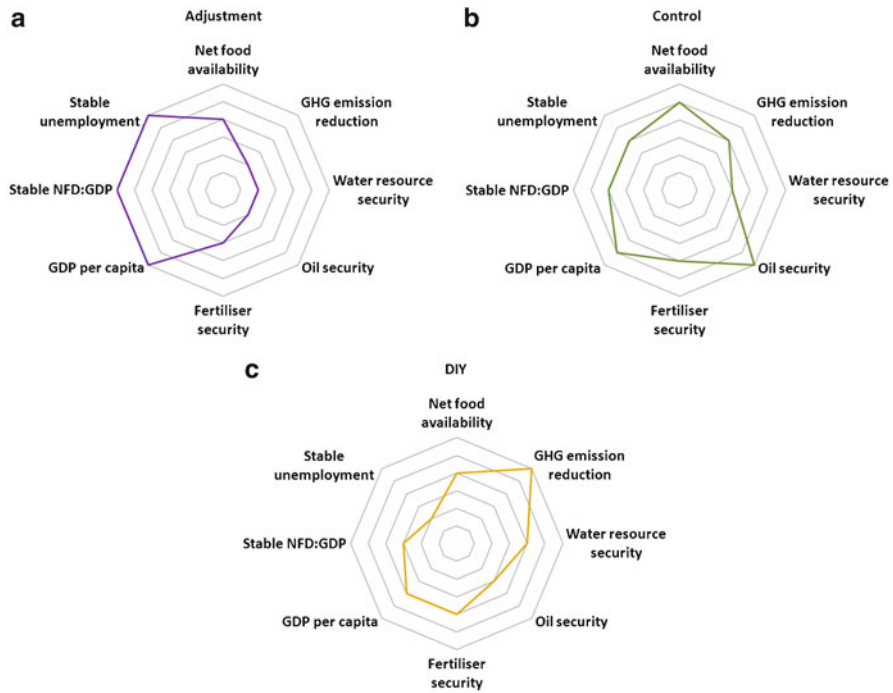 a
Adjustment
Net food
availability
GHG emission
reduction
Water resource
security
Oil security
Fertiliser
security
GDP per capita
Stable NFD:GDP
Stable
unemployment
b
Control
Net food
availability
GHG emission
reduction
Water resource
security
Oil security
Fertiliser
security
GDP per capita
Stable NFD:GDP
Stable
unemployment
c
DIY
Net food
availability
GHG emission
reduction
Water resource
security
Oil security
Fertiliser
security
GDP per capita
Stable NFD:GDP
Stable
unemployment